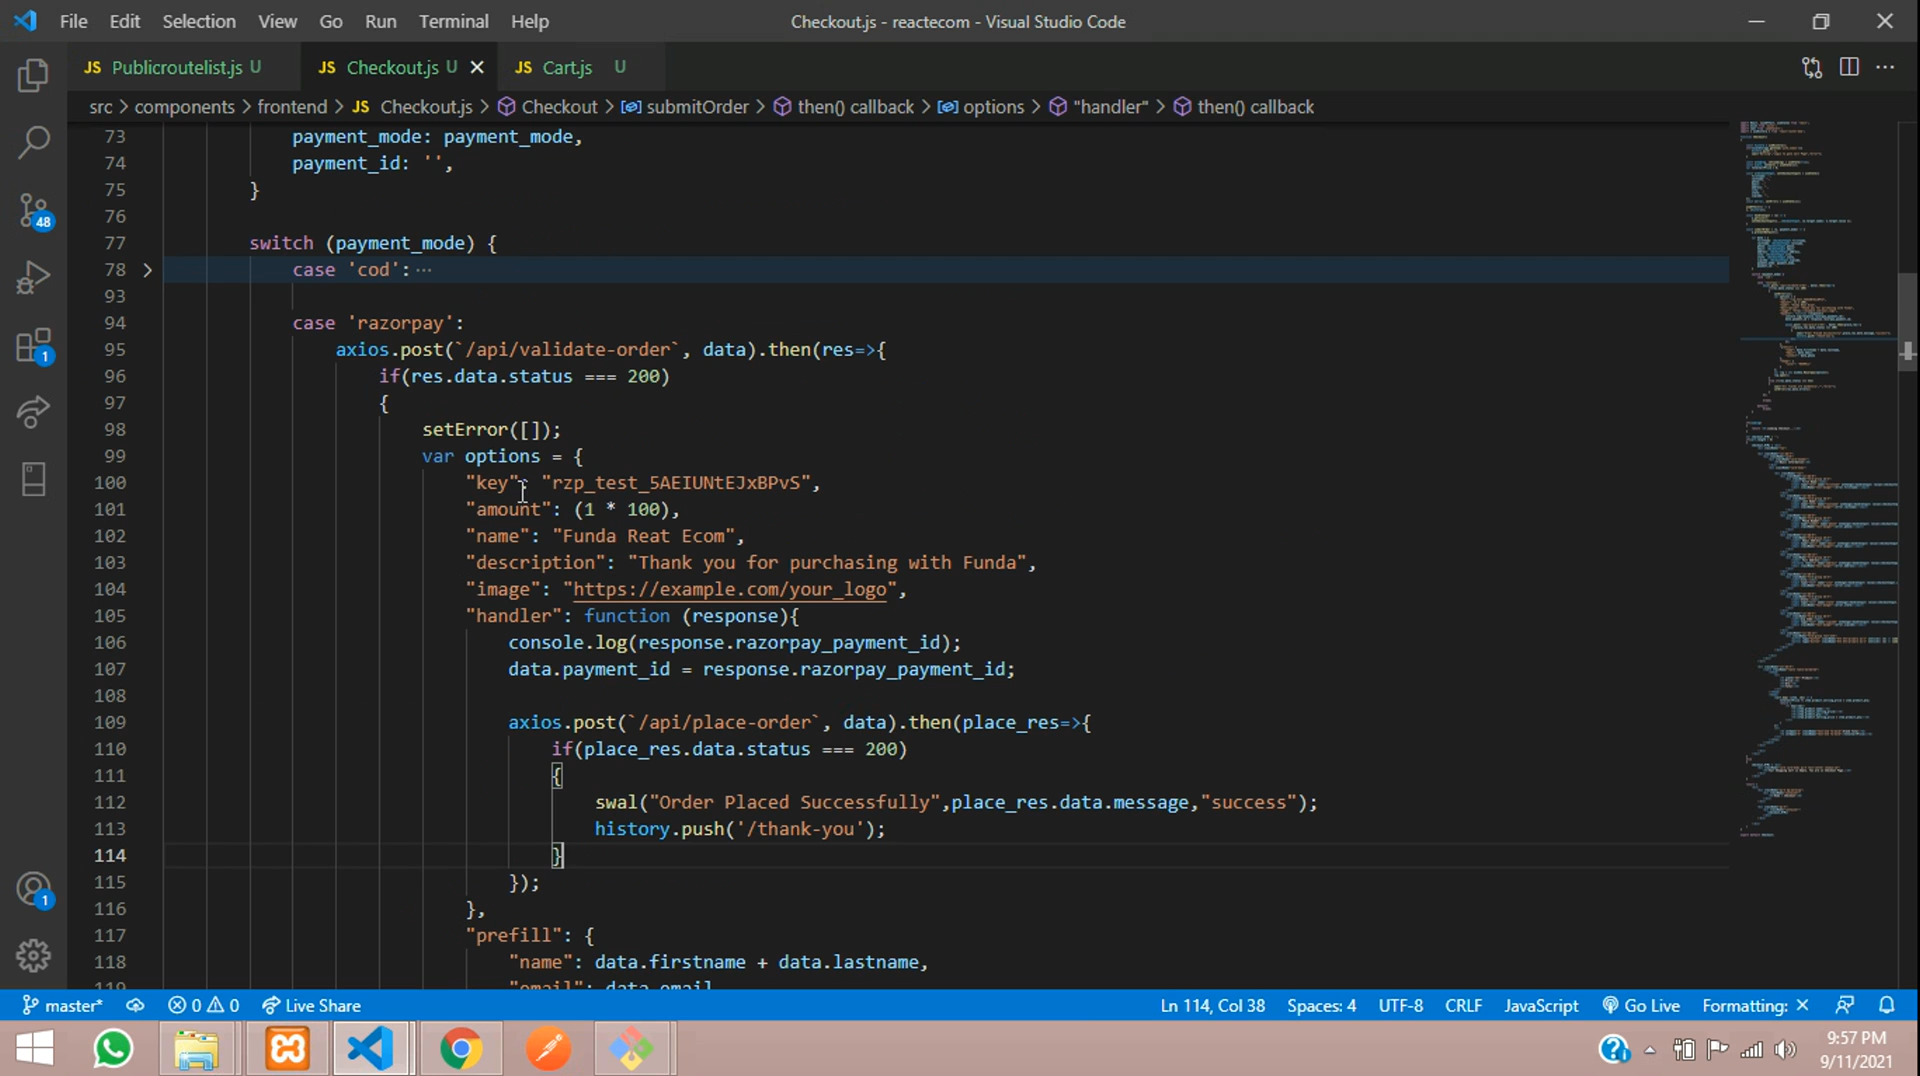 File Edit Selection View Go Run Terminal Help
Checkout.js - reactecom - Visual Studio Code
JS Publicroutelist.js U
JS Checkout.js U
JS Cart.js U
src > components > frontend > JS Checkout.js > Checkout > submitOrder > then() callback > options > "handler" > then() callback
73 payment_mode: payment_mode,
74 payment_id: '',
75 }
76
77 switch (payment_mode) {
78 case 'cod': ...
93
94 case 'razorpay':
95 axios.post(`/api/validate-order`, data).then(res=>{
96 if(res.data.status === 200)
97 {
98 setError([]);
99 var options = {
100 "key": "rzp_test_5AEIUNtEJxBPvS",
101 "amount": (1 * 100),
102 "name": "Funda Reat Ecom",
103 "description": "Thank you for purchasing with Funda",
104 "image": "https://example.com/your_logo",
105 "handler": function (response){
106 console.log(response.razorpay_payment_id);
107 data.payment_id = response.razorpay_payment_id;
108
109 axios.post(`/api/place-order`, data).then(place_res=>{
110 if(place_res.data.status === 200)
111 {
112 swal("Order Placed Successfully",place_res.data.message,"success");
113 history.push('/thank-you');
114 }
115 });
116 },
117 "prefill": {
118 "name": data.firstname + data.lastname,
119 "email": data.email
48
1
1
master* 0 0 Live Share
Ln 114, Col 38 Spaces: 4 UTF-8 CRLF JavaScript Go Live Formatting: ×
9:57 PM
9/11/2021